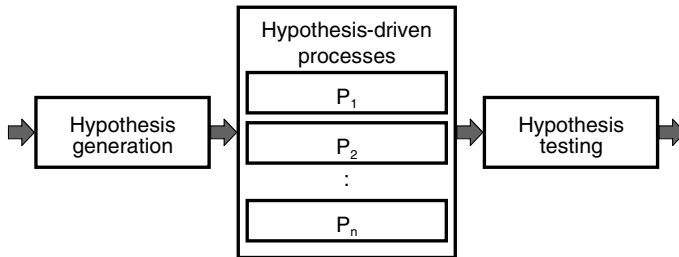 Hypothesis
generation
Hypothesis-driven
processes
P1
P2
:
Pn
Hypothesis
testing